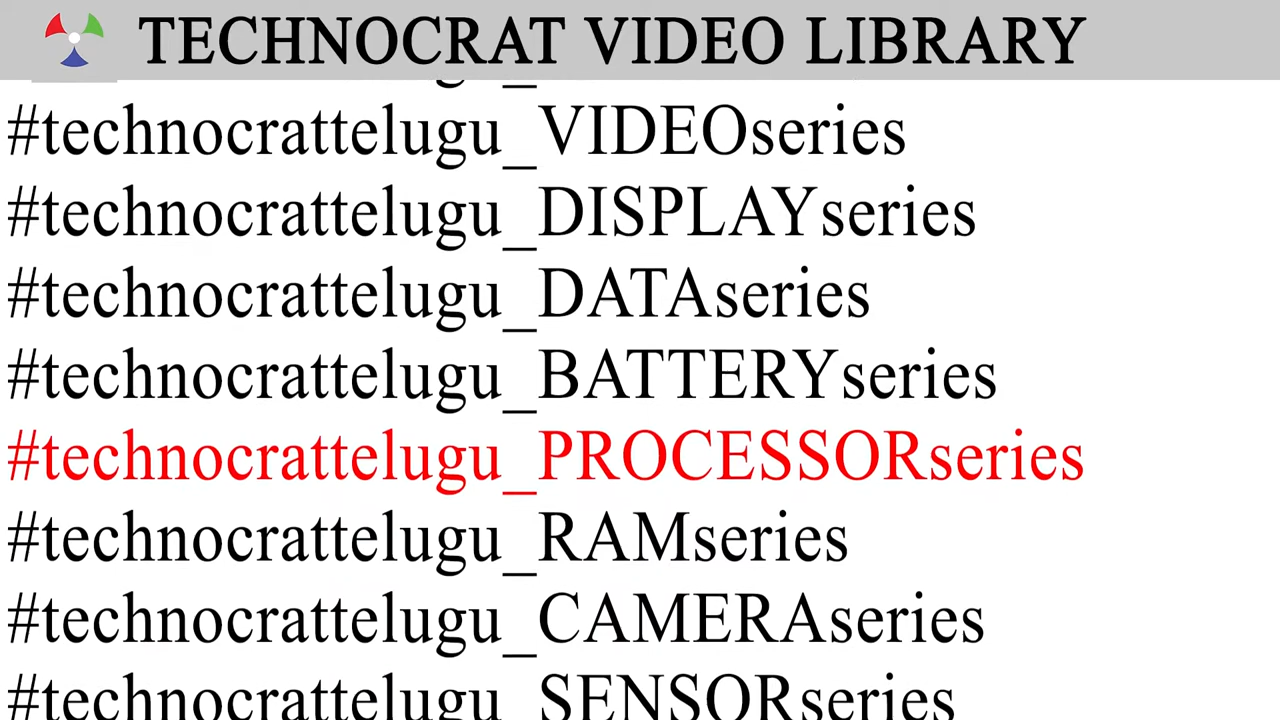 TECHNOCRAT VIDEO LIBRARY
#technocrattelugu_VIDEOseries
#technocrattelugu_DISPLAYseries
#technocrattelugu_DATAseries
#technocrattelugu_BATTERYseries
#technocrattelugu_PROCESSORseries
#technocrattelugu_RAMseries
#technocrattelugu_CAMERAseries
#technocrattelugu_SENSORseries